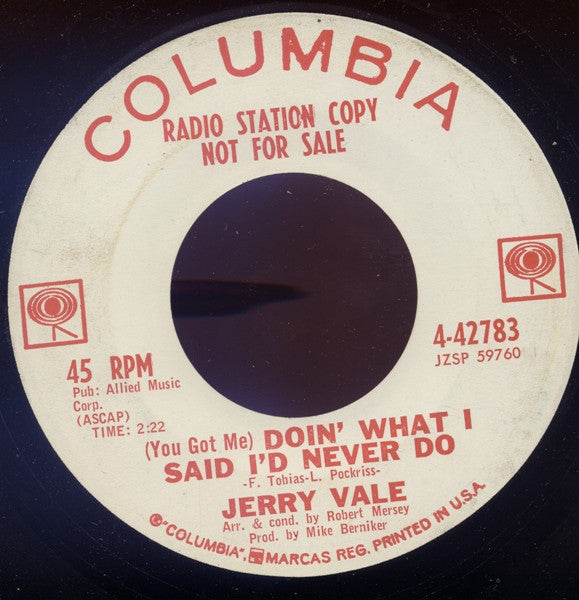 COLUMBIA
RADIO STATION COPY
NOT FOR SALE
45 RPM
Pub: Allied Music
Corp.
(ASCAP)
TIME: 2:22
4-42783
JZSP 59760
(You Got Me) DOIN' WHAT I
SAID I'D NEVER DO
-F. Tobias-L. Pockriss-
JERRY VALE
Arr. & cond. by Robert Mersey
Prod. by Mike Berniker
®"COLUMBIA", MARCAS REG. PRINTED IN U.S.A.